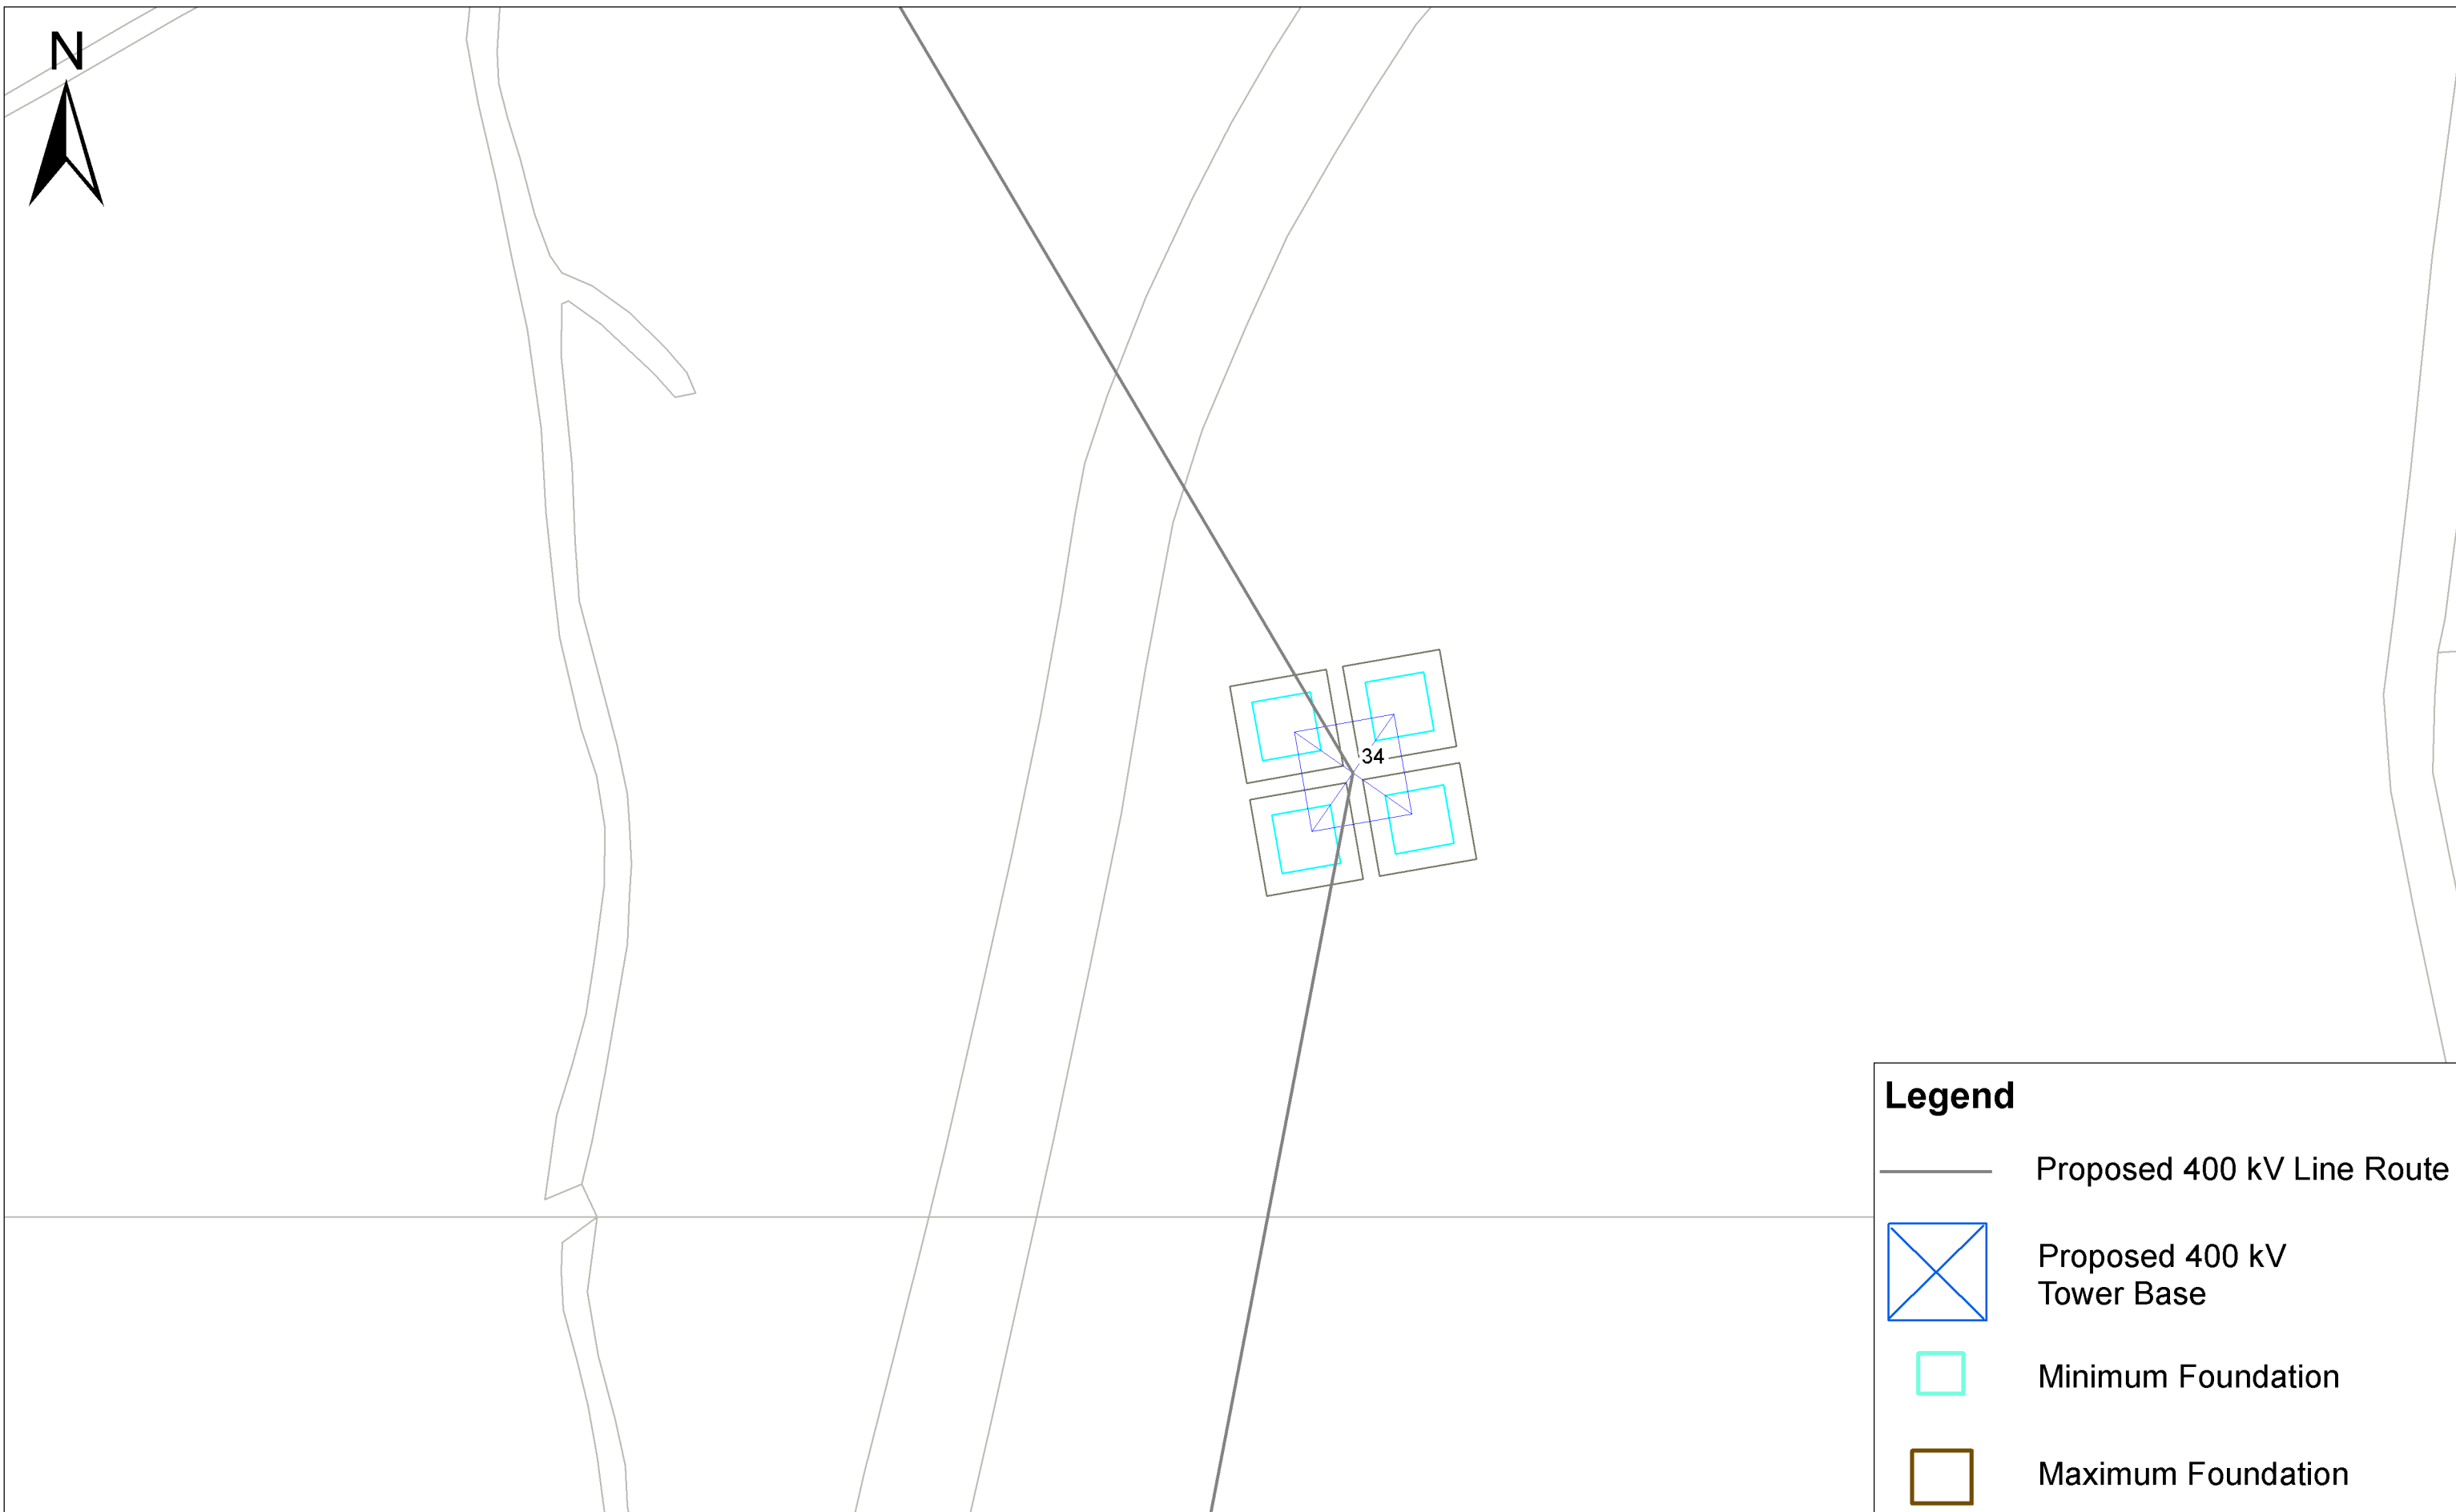 N
34
Legend
Proposed 400 kV Line Route
Proposed 400 kV
Tower Base
Minimum Foundation
Maximum Foundation